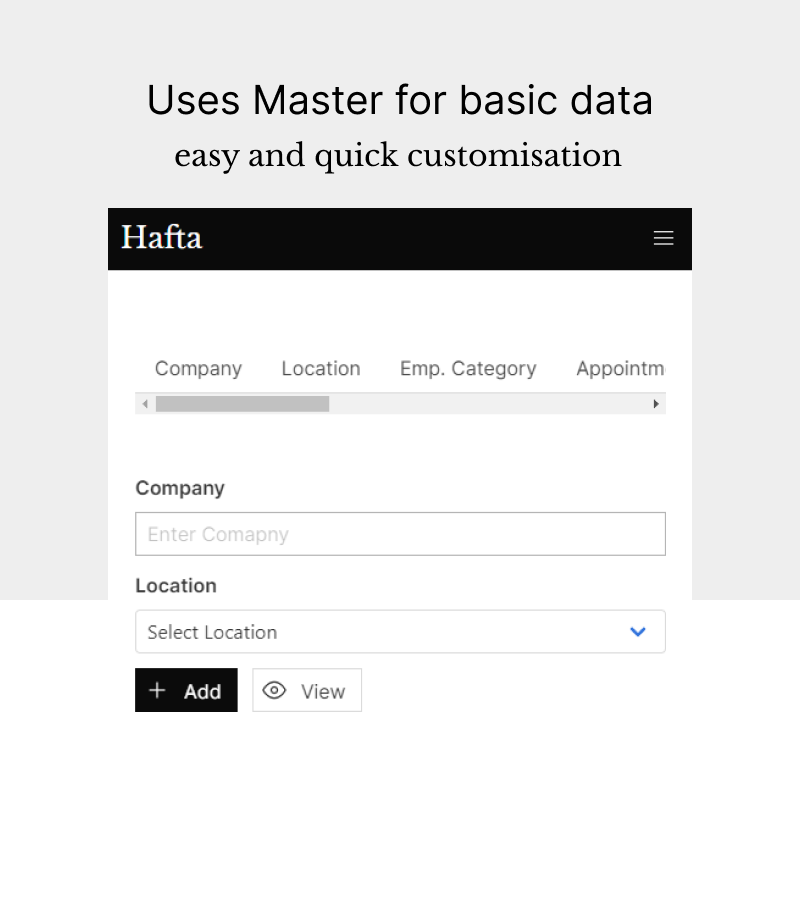 Uses Master for basic data
easy and quick customisation
Hafta
Company Location Emp. Category Appointm
Company
Enter Comapny
Location
Select Location
Add View